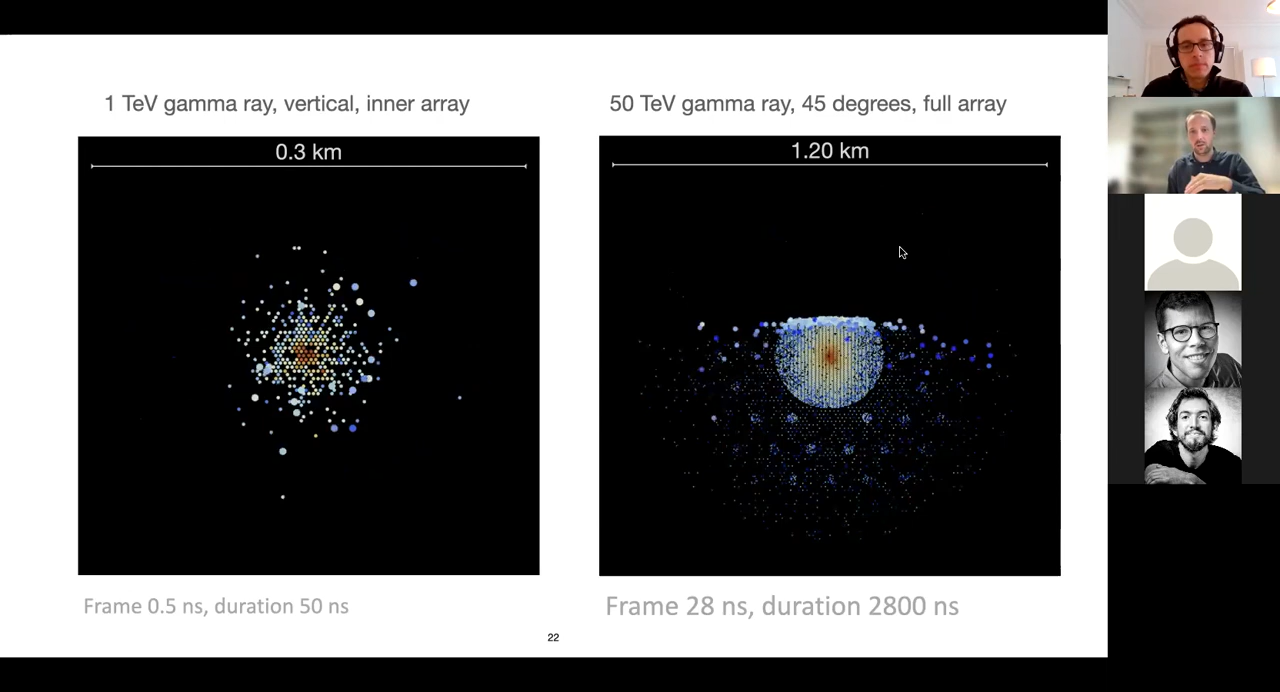 1 TeV gamma ray, vertical, inner array
50 TeV gamma ray, 45 degrees, full array
0.3 km
1.20 km
Frame 0.5 ns, duration 50 ns
Frame 28 ns, duration 2800 ns
22